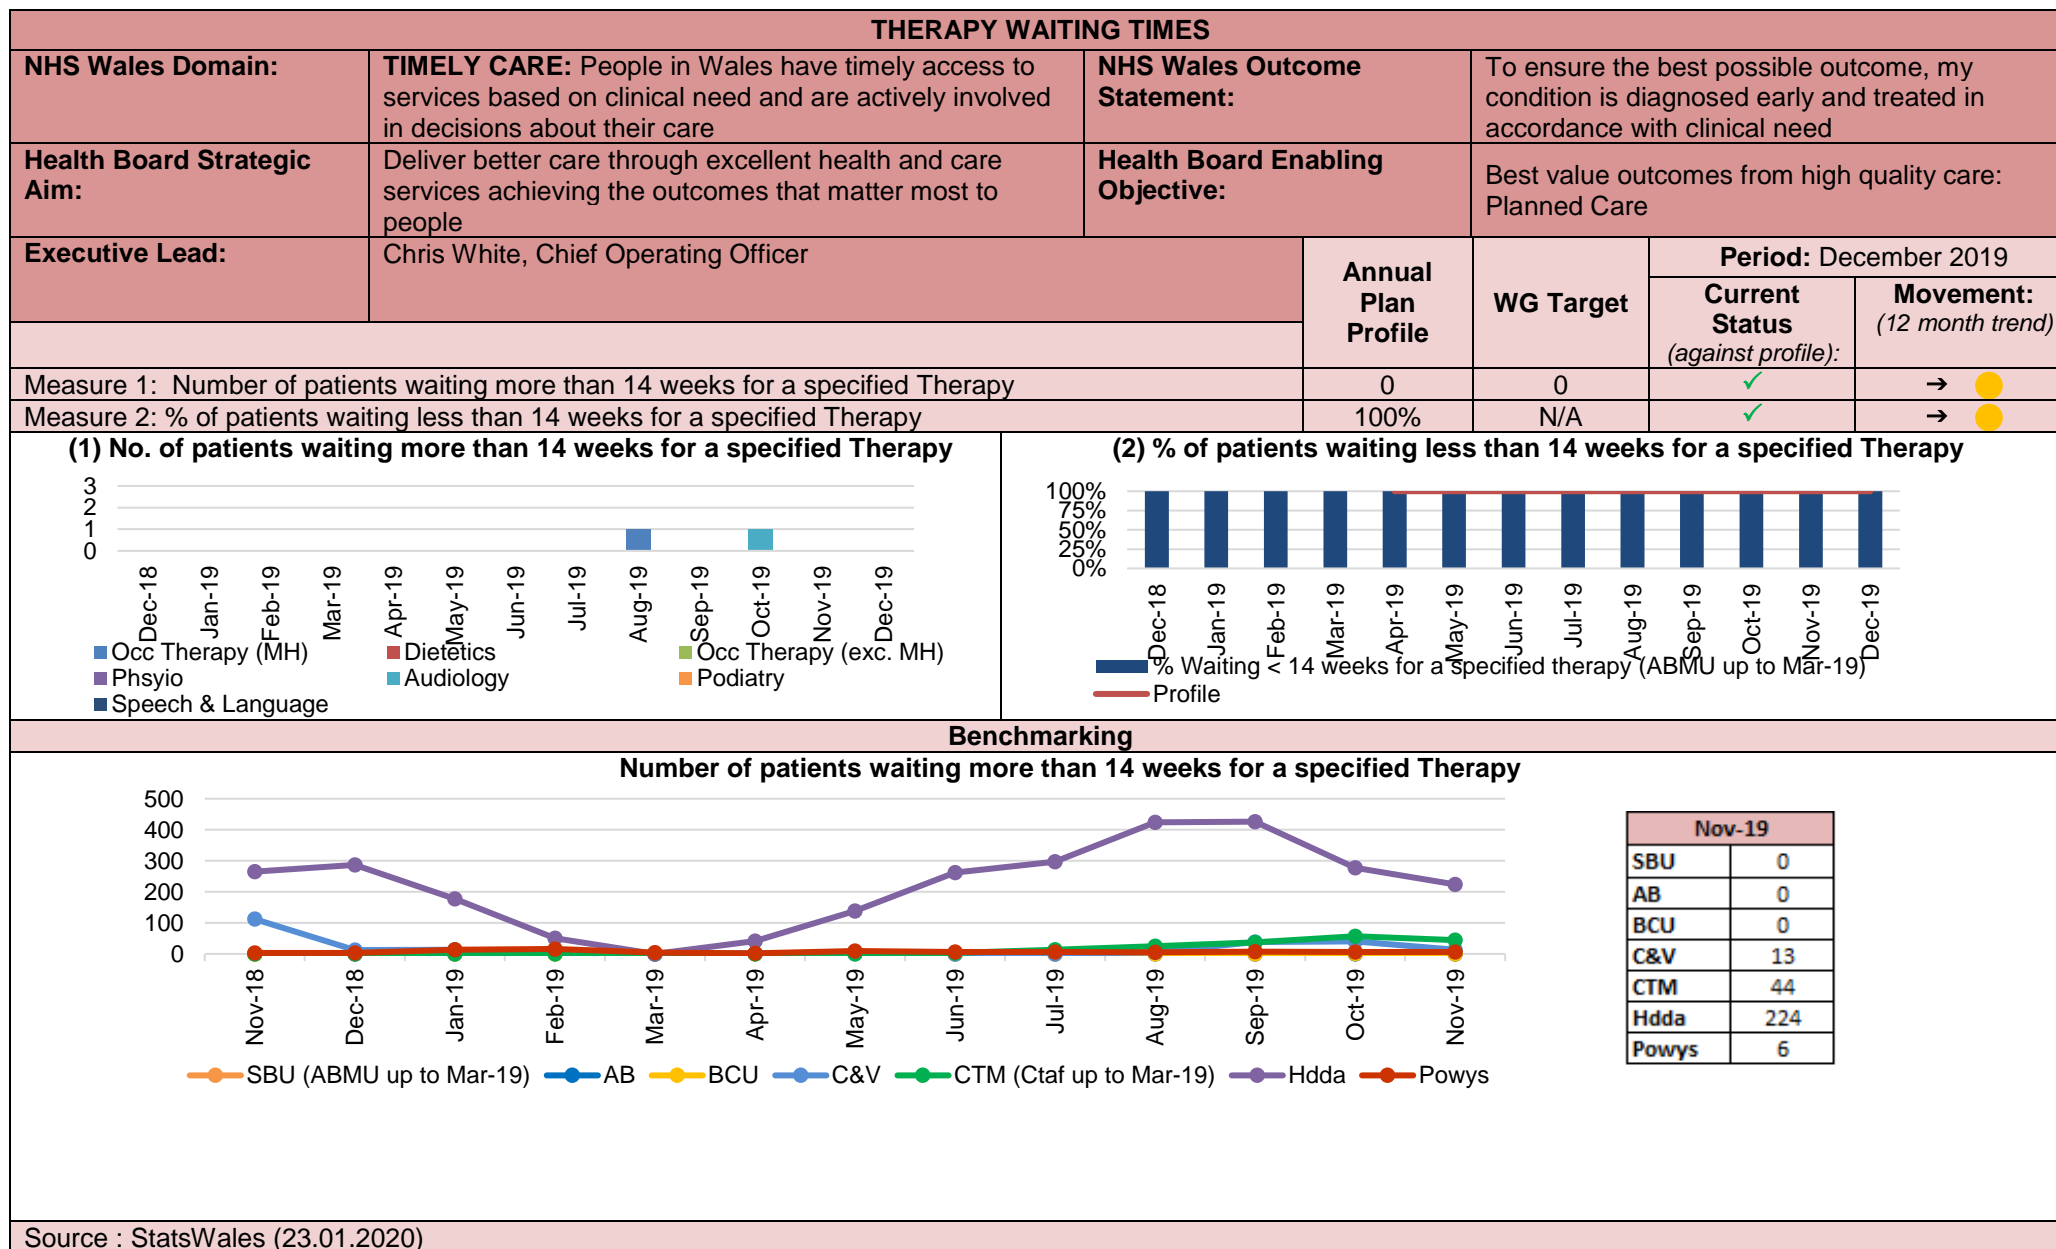 THERAPY WAITING TIMES
NHS Wales Domain:
TIMELY CARE: People in Wales have timely access to
services based on clinical need and are actively involved
in decisions about their care
NHS Wales Outcome
Statement:
To ensure the best possible outcome, my
condition is diagnosed early and treated in
accordance with clinical need
Health Board Strategic
Aim:
Deliver better care through excellent health and care
services achieving the outcomes that matter most to
people
Health Board Enabling
Objective:
Best value outcomes from high quality care:
Planned Care
Executive Lead:
Chris White, Chief Operating Officer
Annual
Plan
Profile
WG Target
Period: December 2019
Current
Status
(against profile):
Movement:
(12 month trend)
Measure 1: Number of patients waiting more than 14 weeks for a specified Therapy
0
0
✓
➔
Measure 2: % of patients waiting less than 14 weeks for a specified Therapy
100%
N/A
✓
➔
(1) No. of patients waiting more than 14 weeks for a specified Therapy
3
2
1
0
Dec-18
Jan-19
Feb-19
Mar-19
Apr-19
May-19
Jun-19
Jul-19
Aug-19
Sep-19
Oct-19
Nov-19
Dec-19
Occ Therapy (MH)
Dietetics
Occ Therapy (exc. MH)
Phsyio
Audiology
Podiatry
Speech & Language
(2) % of patients waiting less than 14 weeks for a specified Therapy
100%
75%
50%
25%
0%
Dec-18
Jan-19
Feb-19
Mar-19
Apr-19
May-19
Jun-19
Jul-19
Aug-19
Sep-19
Oct-19
Nov-19
Dec-19
% Waiting < 14 weeks for a specified therapy (ABMU up to Mar-19)
Profile
Benchmarking
Number of patients waiting more than 14 weeks for a specified Therapy
500
400
300
200
100
0
Nov-18
Dec-18
Jan-19
Feb-19
Mar-19
Apr-19
May-19
Jun-19
Jul-19
Aug-19
Sep-19
Oct-19
Nov-19
SBU (ABMU up to Mar-19)
AB
BCU
C&V
CTM (Ctaf up to Mar-19)
Hdda
Powys
Nov-19
SBU 0
AB 0
BCU 0
C&V 13
CTM 44
Hdda 224
Powys 6
Source : StatsWales (23.01.2020)